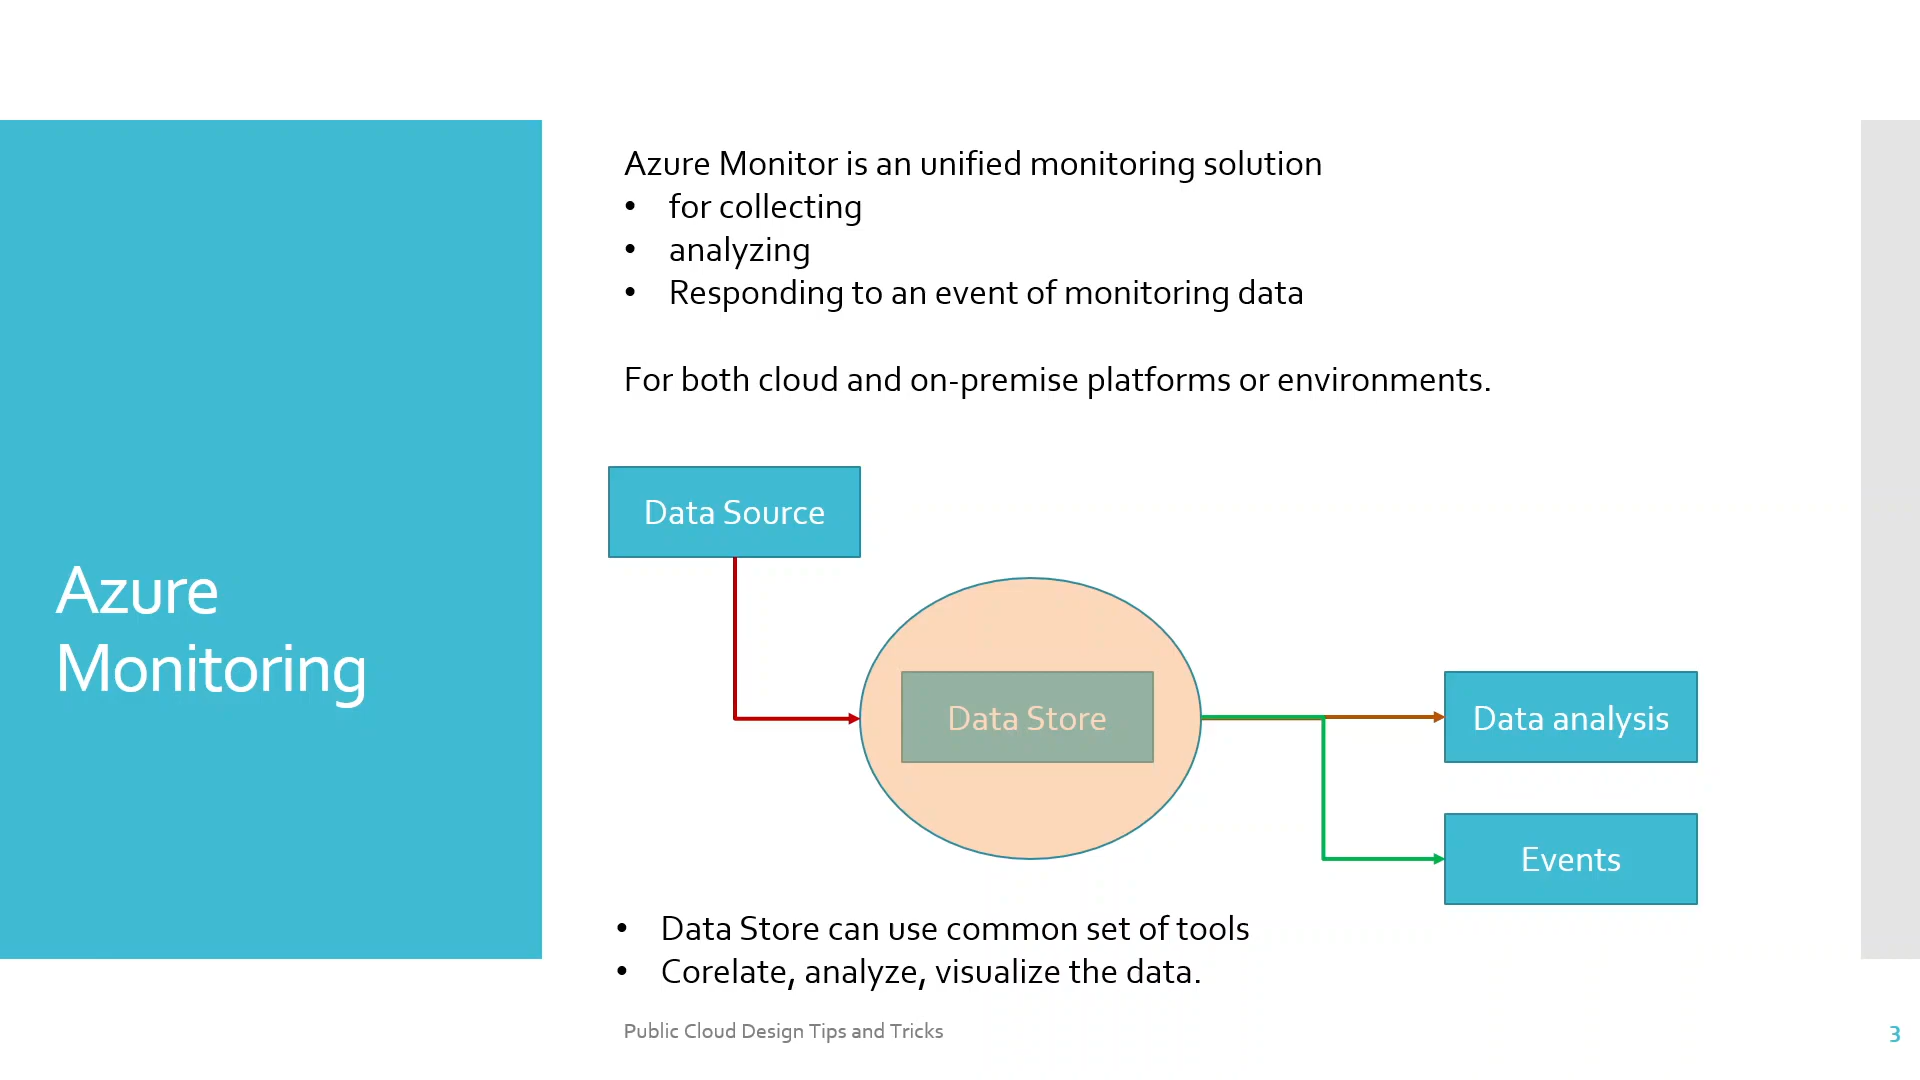 Azure
Monitoring
Azure Monitor is an unified monitoring solution
• for collecting
• analyzing
• Responding to an event of monitoring data
For both cloud and on-premise platforms or environments.
Data Source
Data Store
Data analysis
Events
• Data Store can use common set of tools
• Corelate, analyze, visualize the data.
Public Cloud Design Tips and Tricks
3